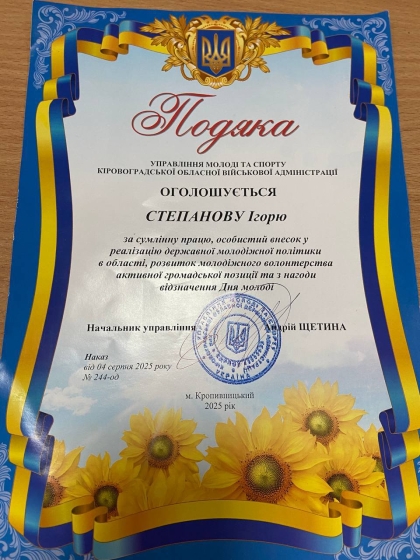 Подяка
УПРАВЛІННЯ МОЛОДІ ТА СПОРТУ
КІРОВОГРАДСЬКОЇ ОБЛАСНОЇ ВІЙСЬКОВОЇ АДМІНІСТРАЦІЇ
ОГОЛОШУЄТЬСЯ
СТЕПАНОВУ Ігорю
за сумлінну працю, особистий внесок у
реалізацію державної молодіжної політики
в області, розвиток молодіжного волонтерства
активної громадської позиції та з нагоди
відзначення Дня молоді
Начальник управління Андрій ЩЕТИНА
Наказ
від 04 серпня 2025 року
№ 244-од
м. Кропивницький
2025 рік